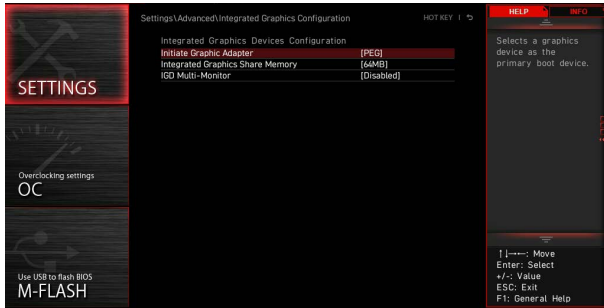 Settings\Advanced\Integrated Graphics Configuration
HOT KEY | ⮌
HELP
INFO
Integrated Graphics Devices Configuration
Initiate Graphic Adapter [PEG]
Integrated Graphics Share Memory [64MB]
IGD Multi-Monitor [Disabled]
Selects a graphics
device as the
primary boot device.
SETTINGS
Overclocking settings
OC
Use USB to flash BIOS
M-FLASH
↑↓→←: Move
Enter: Select
+/-: Value
ESC: Exit
F1: General Help